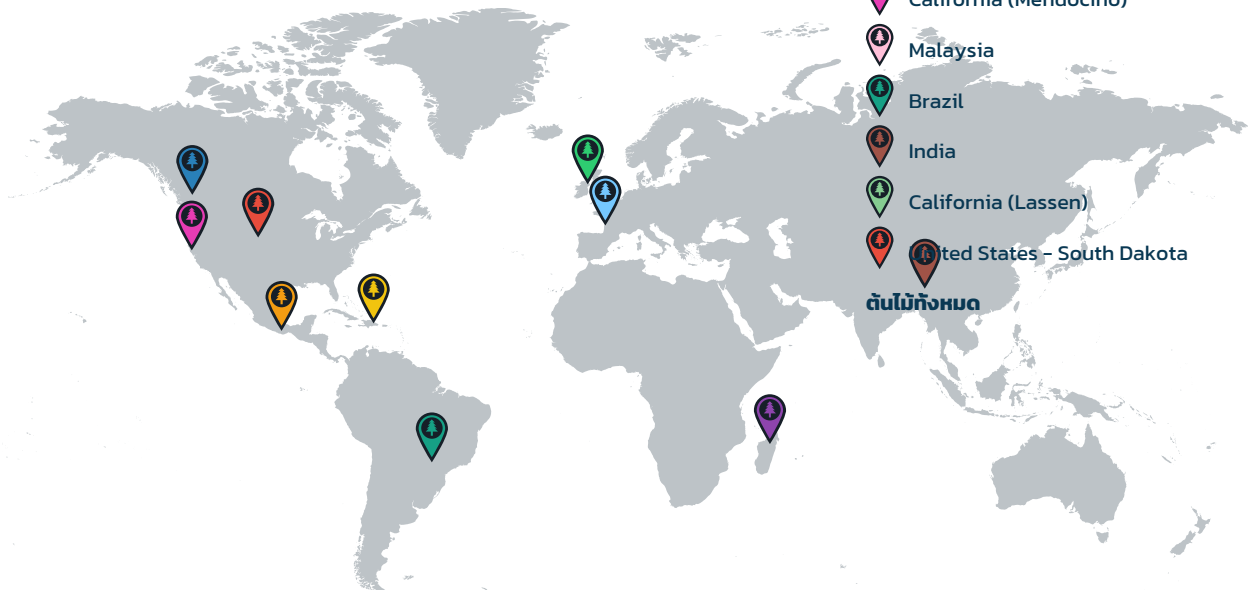 California (Mendocino)
Malaysia
Brazil
India
California (Lassen)
United States - South Dakota
ต้นไม้ทั้งหมด